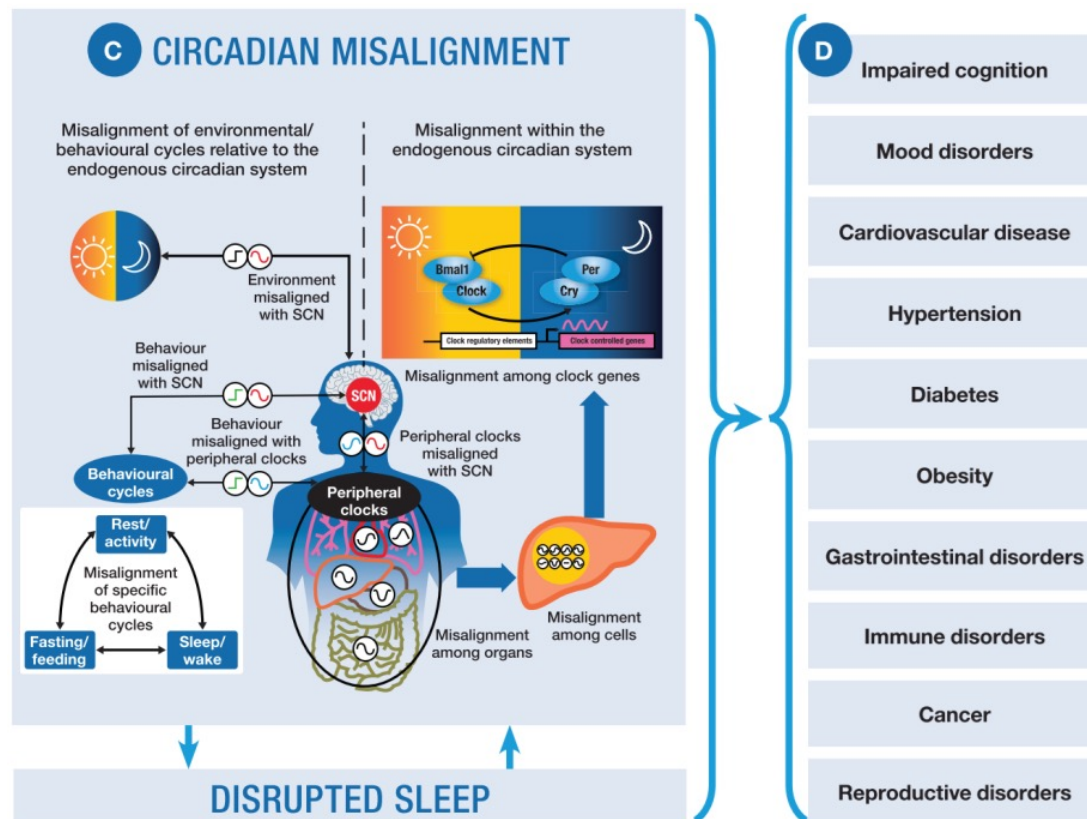 C CIRCADIAN MISALIGNMENT
Misalignment of environmental/
behavioural cycles relative to the
endogenous circadian system
Misalignment within the
endogenous circadian system
Environment
misaligned
with SCN
Bmal1
Clock
Per
Cry
Clock regulatory elements
Clock controlled genes
Misalignment among clock genes
Behaviour
misaligned
with SCN
SCN
Behaviour
misaligned with
peripheral clocks
Peripheral clocks
misaligned
with SCN
Behavioural
cycles
Peripheral
clocks
Rest/
activity
Misalignment
of specific
behavioural
cycles
Fasting/
feeding
Sleep/
wake
Misalignment
among organs
Misalignment
among cells
DISRUPTED SLEEP
D
Impaired cognition
Mood disorders
Cardiovascular disease
Hypertension
Diabetes
Obesity
Gastrointestinal disorders
Immune disorders
Cancer
Reproductive disorders